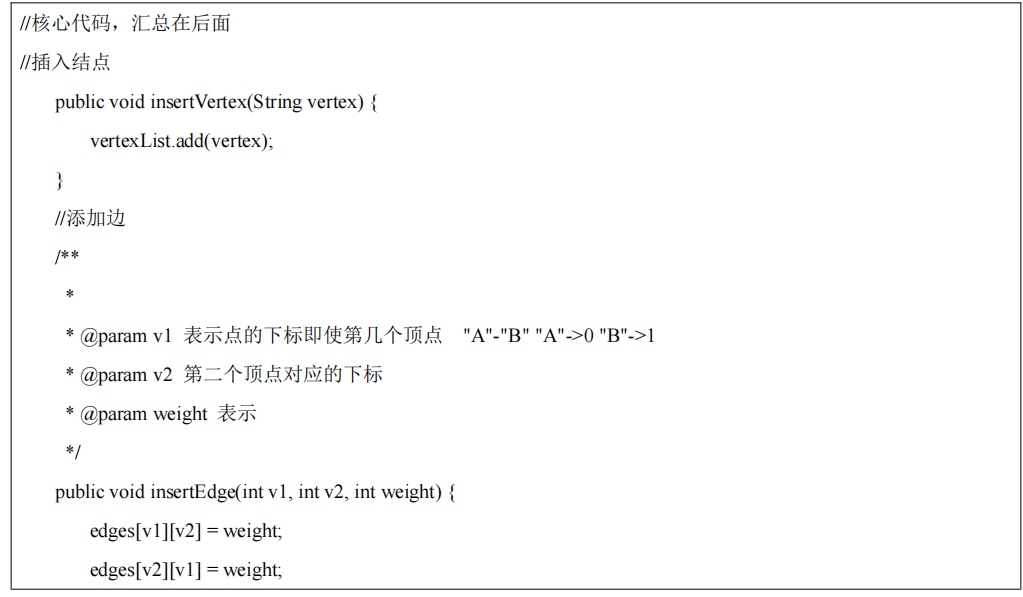 //核心代码，汇总在后面
//插入结点
public void insertVertex(String vertex) {
vertexList.add(vertex);
}
//添加边
/**
*
* @param v1 表示点的下标即使第几个顶点 "A"-"B" "A"->0 "B"->1
* @param v2 第二个顶点对应的下标
* @param weight 表示
*/
public void insertEdge(int v1, int v2, int weight) {
edges[v1][v2] = weight;
edges[v2][v1] = weight;